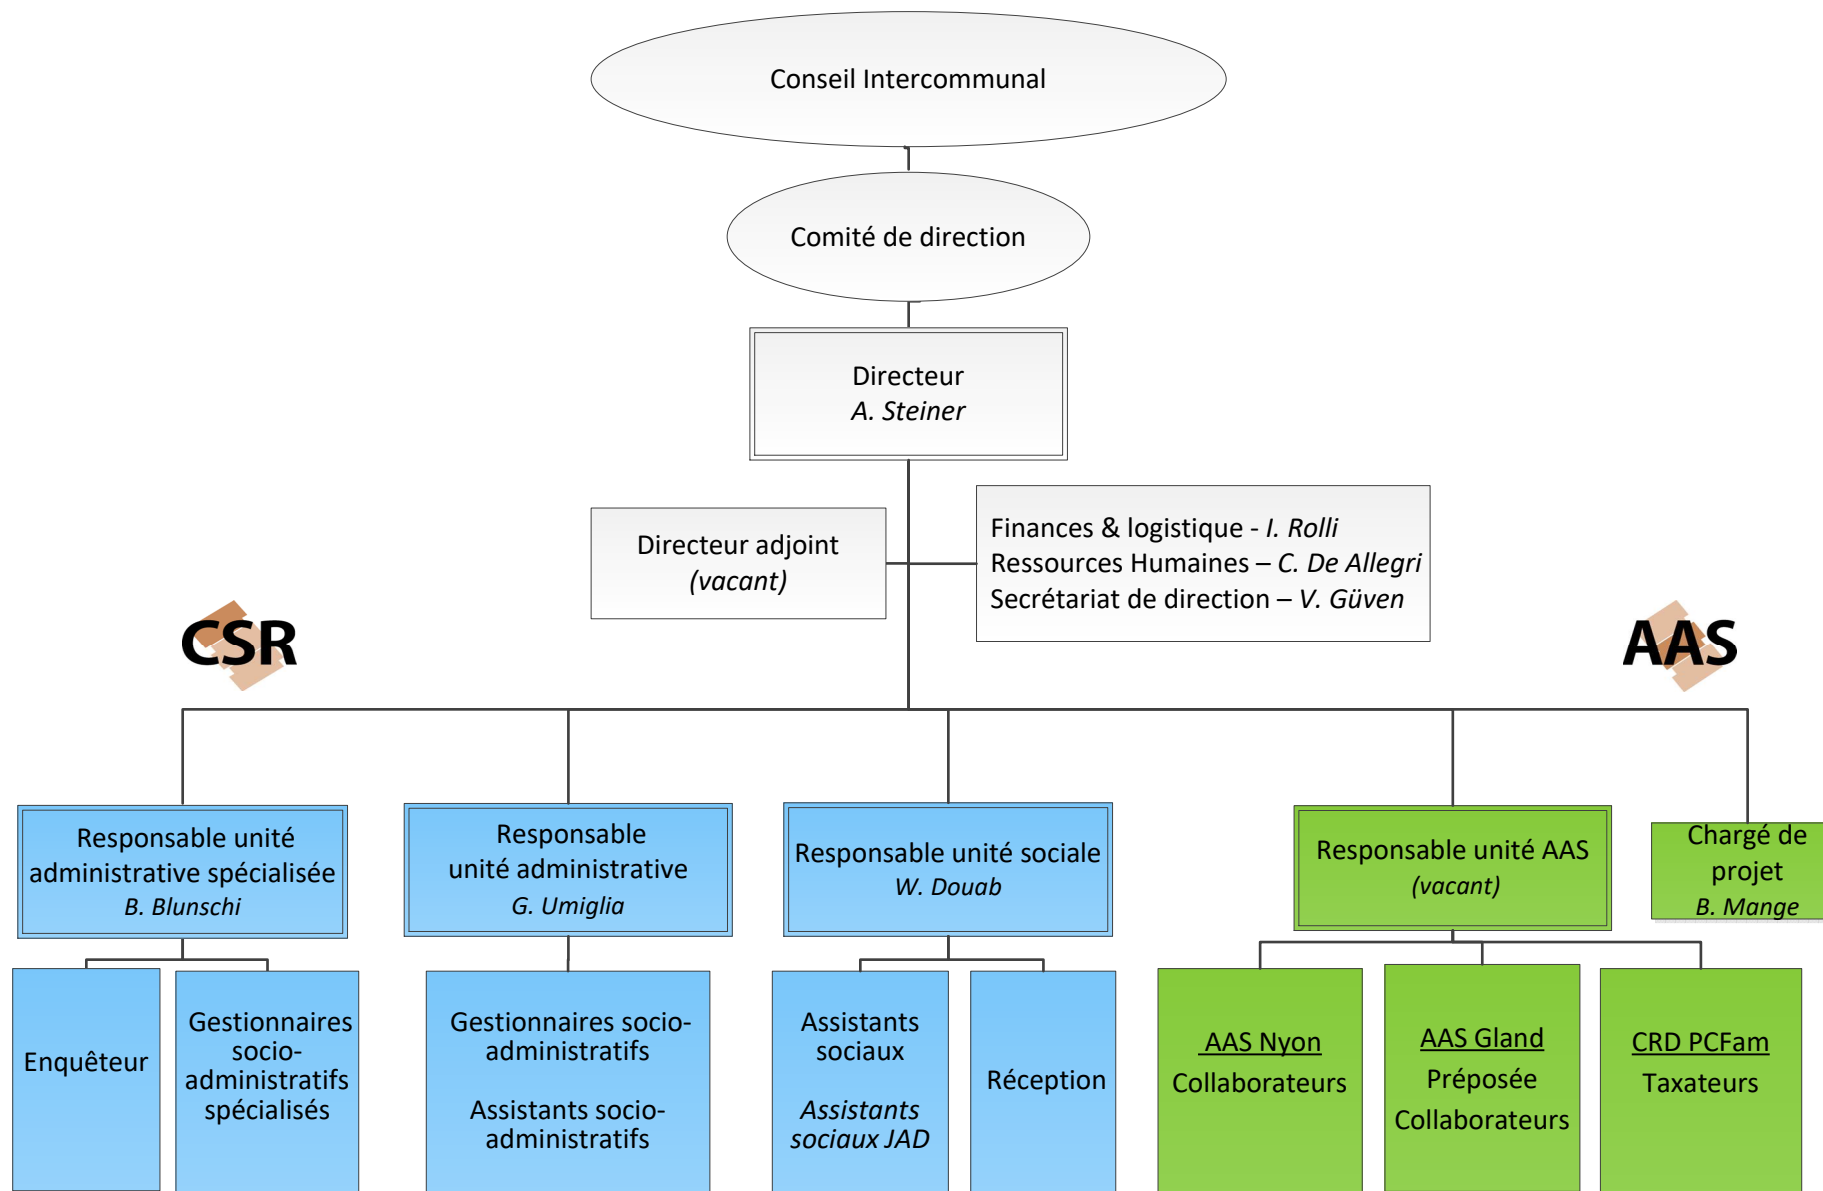 Conseil Intercommunal
Comité de direction
Directeur
A. Steiner
Directeur adjoint
(vacant)
Finances & logistique - I. Rolli
Ressources Humaines – C. De Allegri
Secrétariat de direction – V. Güven
CSR
AAS
Responsable unité
administrative spécialisée
B. Blunschi
Responsable
unité administrative
G. Umiglia
Responsable unité sociale
W. Douab
Responsable unité AAS
(vacant)
Chargé de
projet
B. Mange
Enquêteur
Gestionnaires
socio-
administratifs
spécialisés
Gestionnaires socio-
administratifs
Assistants socio-
administratifs
Assistants
sociaux
Assistants
sociaux JAD
Réception
AAS Nyon
Collaborateurs
AAS Gland
Préposée
Collaborateurs
CRD PCFam
Taxateurs